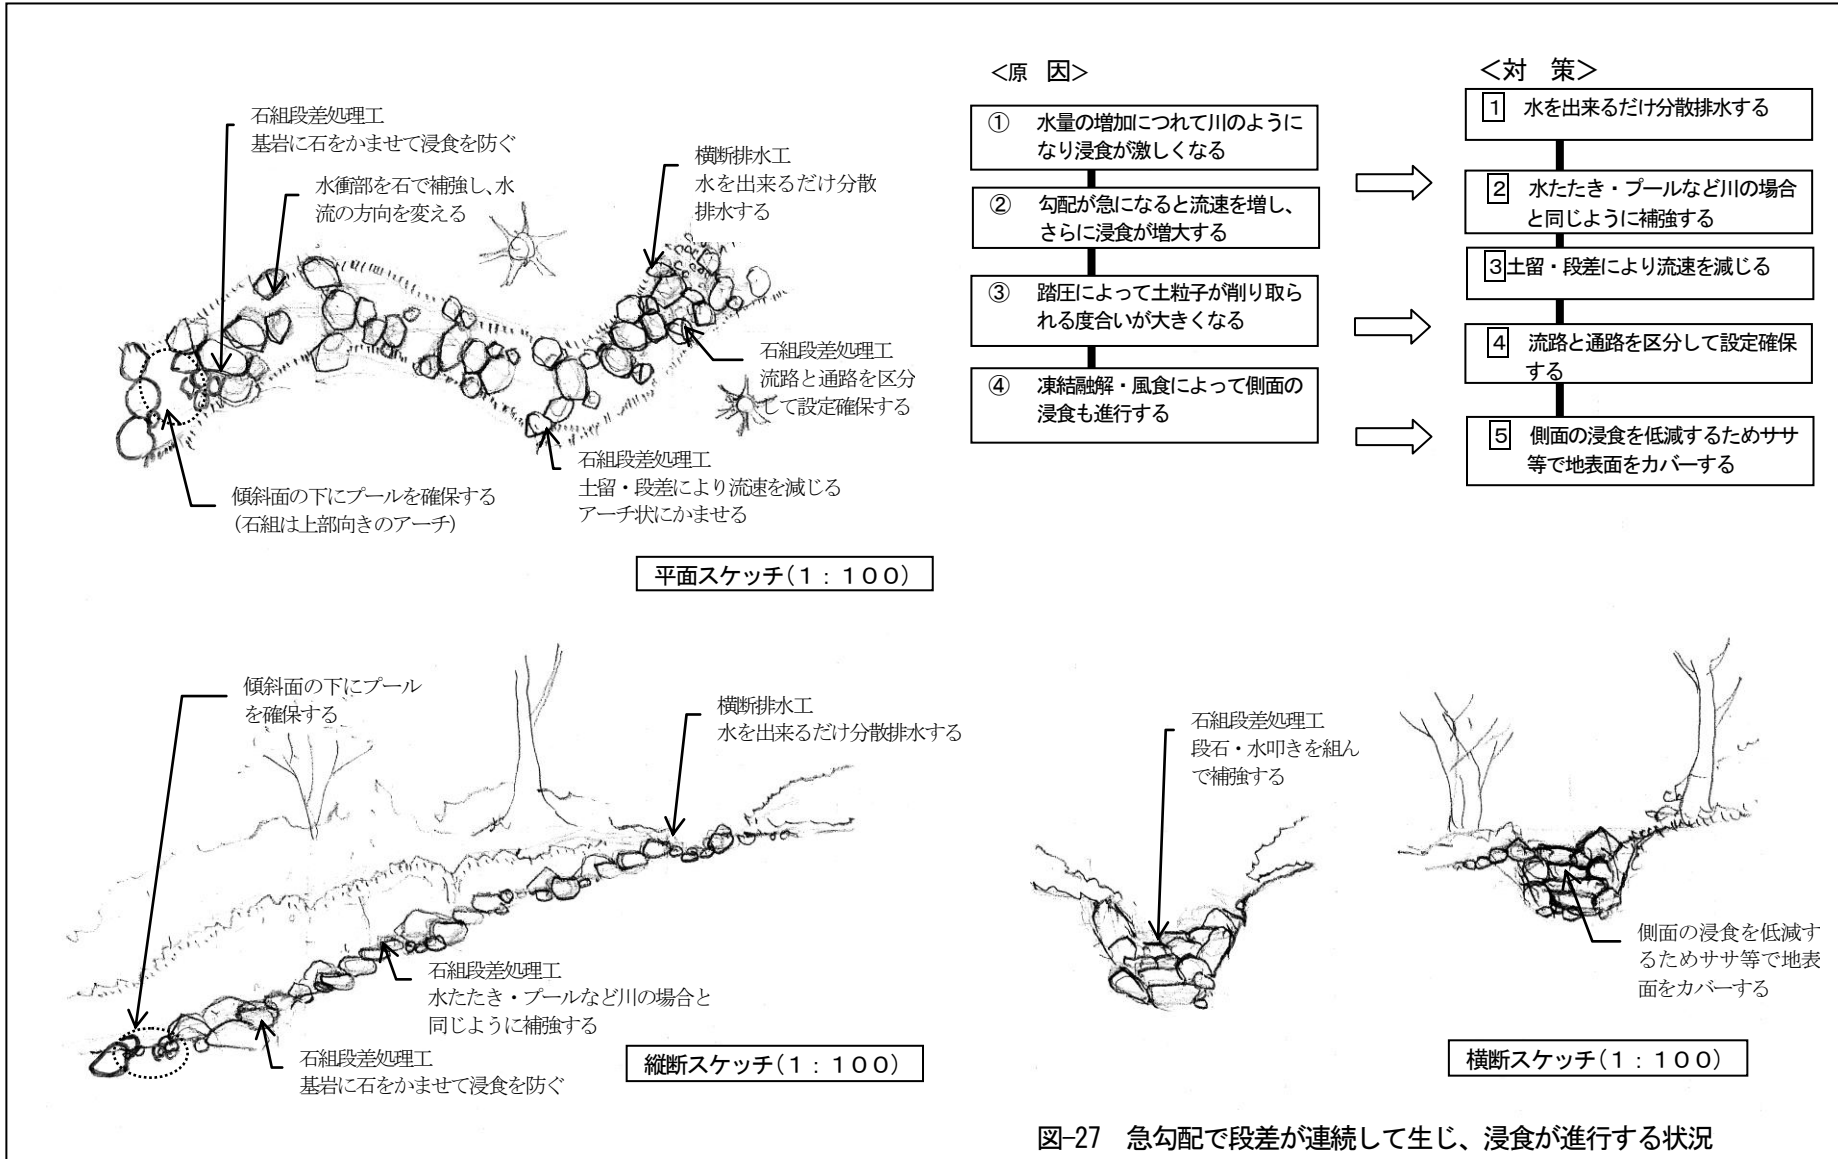 石組段差処理工
基岩に石をかませて浸食を防ぐ
水衝部を石で補強し、水
流の方向を変える
横断排水工
水を出来るだけ分散
排水する
石組段差処理工
流路と通路を区分
して設定確保する
石組段差処理工
土留・段差により流速を減じる
アーチ状にかませる
傾斜面の下にプールを確保する
(石組は上部向きのアーチ)
平面スケッチ(1:100)
<原 因>
① 水量の増加につれて川のように
なり浸食が激しくなる
② 勾配が急になると流速を増し、
さらに浸食が増大する
③ 踏圧によって土粒子が削り取ら
れる度合いが大きくなる
④ 凍結融解・風食によって側面の
浸食も進行する
<対 策>
1 水を出来るだけ分散排水する
2 水たたき・プールなど川の場合
と同じように補強する
3 土留・段差により流速を減じる
4 流路と通路を区分して設定確保
する
5 側面の浸食を低減するためササ
等で地表面をカバーする
傾斜面の下にプール
を確保する
横断排水工
水を出来るだけ分散排水する
石組段差処理工
水たたき・プールなど川の場合と
同じように補強する
石組段差処理工
基岩に石をかませて浸食を防ぐ
縦断スケッチ(1:100)
石組段差処理工
段石・水叩きを組ん
で補強する
側面の浸食を低減す
るためササ等で地表
面をカバーする
横断スケッチ(1:100)
図-27 急勾配で段差が連続して生じ、浸食が進行する状況